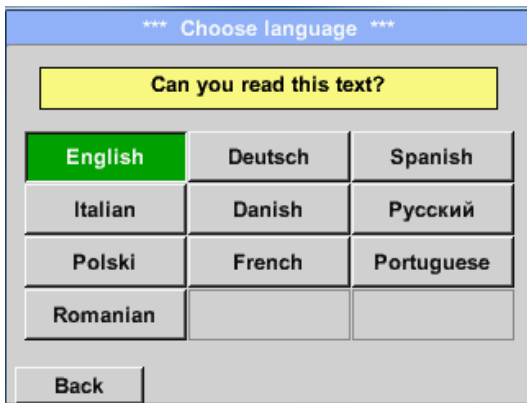 *** Choose language ***
Can you read this text?
English Deutsch Spanish
Italian Danish Русский
Polski French Portuguese
Romanian
Back